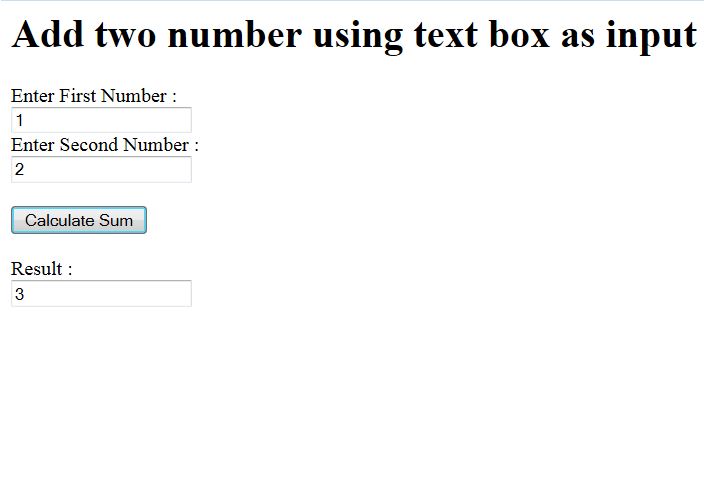 Add two number using text box as input
Enter First Number :
1
Enter Second Number :
2
Calculate Sum
Result :
3